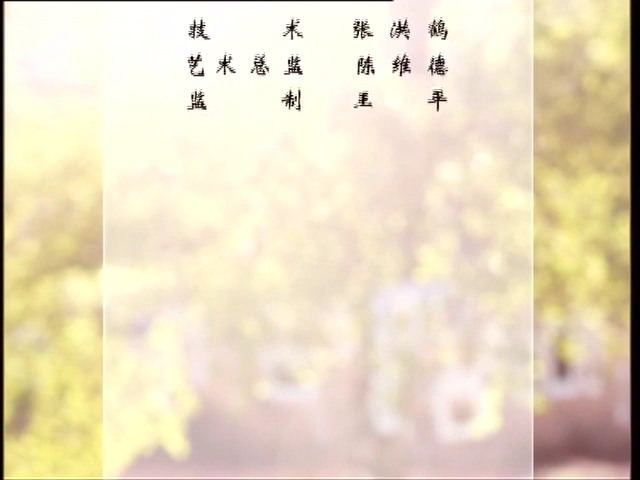 技术 张洪鹤
艺术总监 陈维德
监制 王平